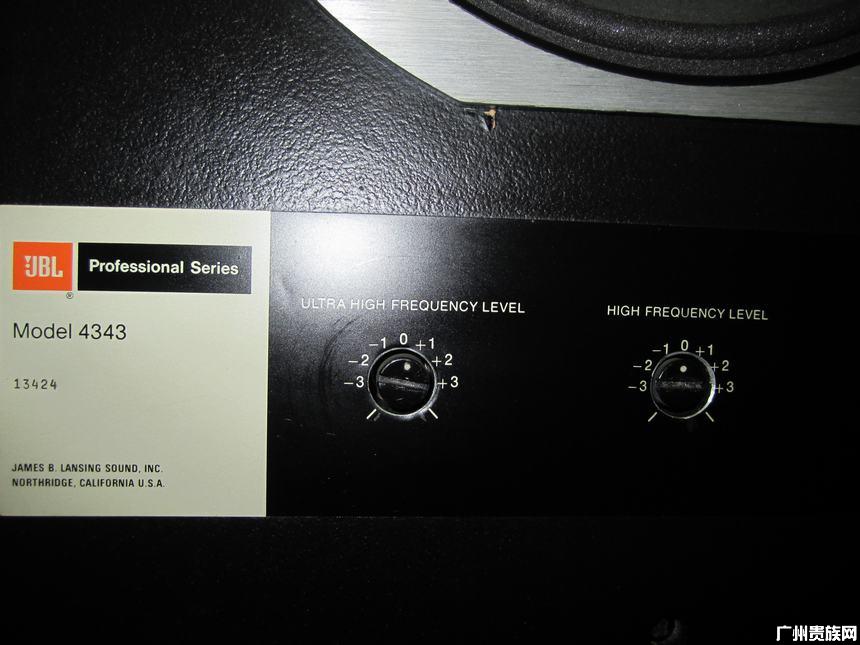 JBL
®
Professional Series
Model 4343
13424
JAMES B. LANSING SOUND, INC.
NORTHRIDGE, CALIFORNIA U.S.A.
ULTRA HIGH FREQUENCY LEVEL
-3 -2 -1 0 +1 +2 +3
HIGH FREQUENCY LEVEL
-3 -2 -1 0 +1 +2 +3
广州贵族网